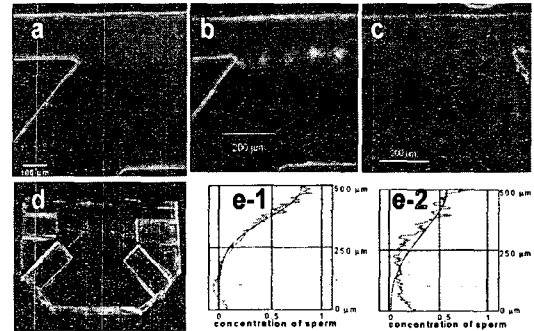 a
b
c
100 µm
200 µm
200 µm
d
e-1
500 µm
250 µm
0 µm
0
0.5
1
concentration of sperm
e-2
500 µm
250 µm
0 µm
0
0.5
1
concentration of sperm